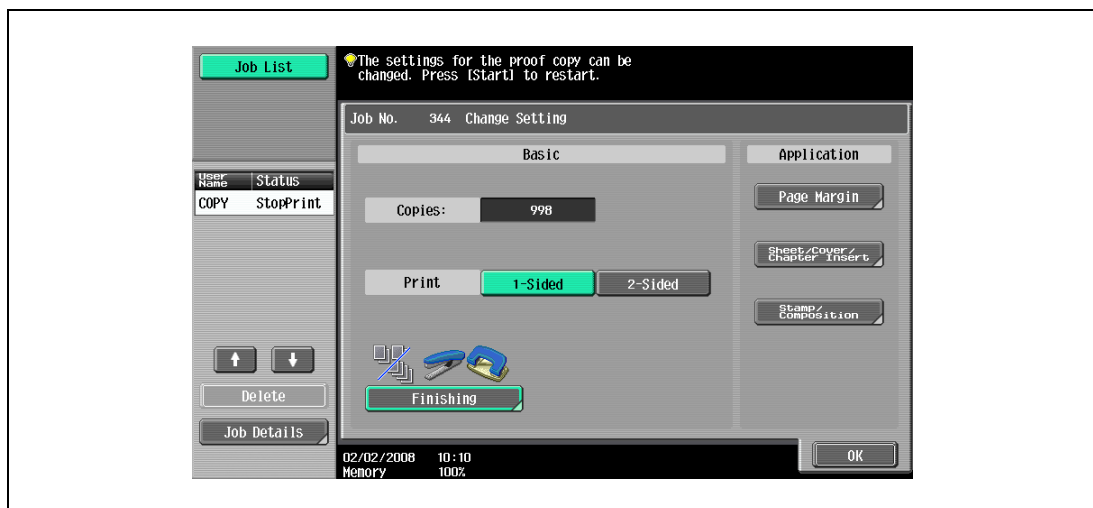 Job List
The settings for the proof copy can be
changed. Press [Start] to restart.
Job No. 344 Change Setting
Basic
Application
User Name Status
COPY StopPrint
Copies: 998
Page Margin
Sheet/Cover/
Chapter Insert
Print 1-Sided 2-Sided
Stamp/
Composition
Finishing
Delete
Job Details
02/02/2008 10:10
Memory 100%
OK